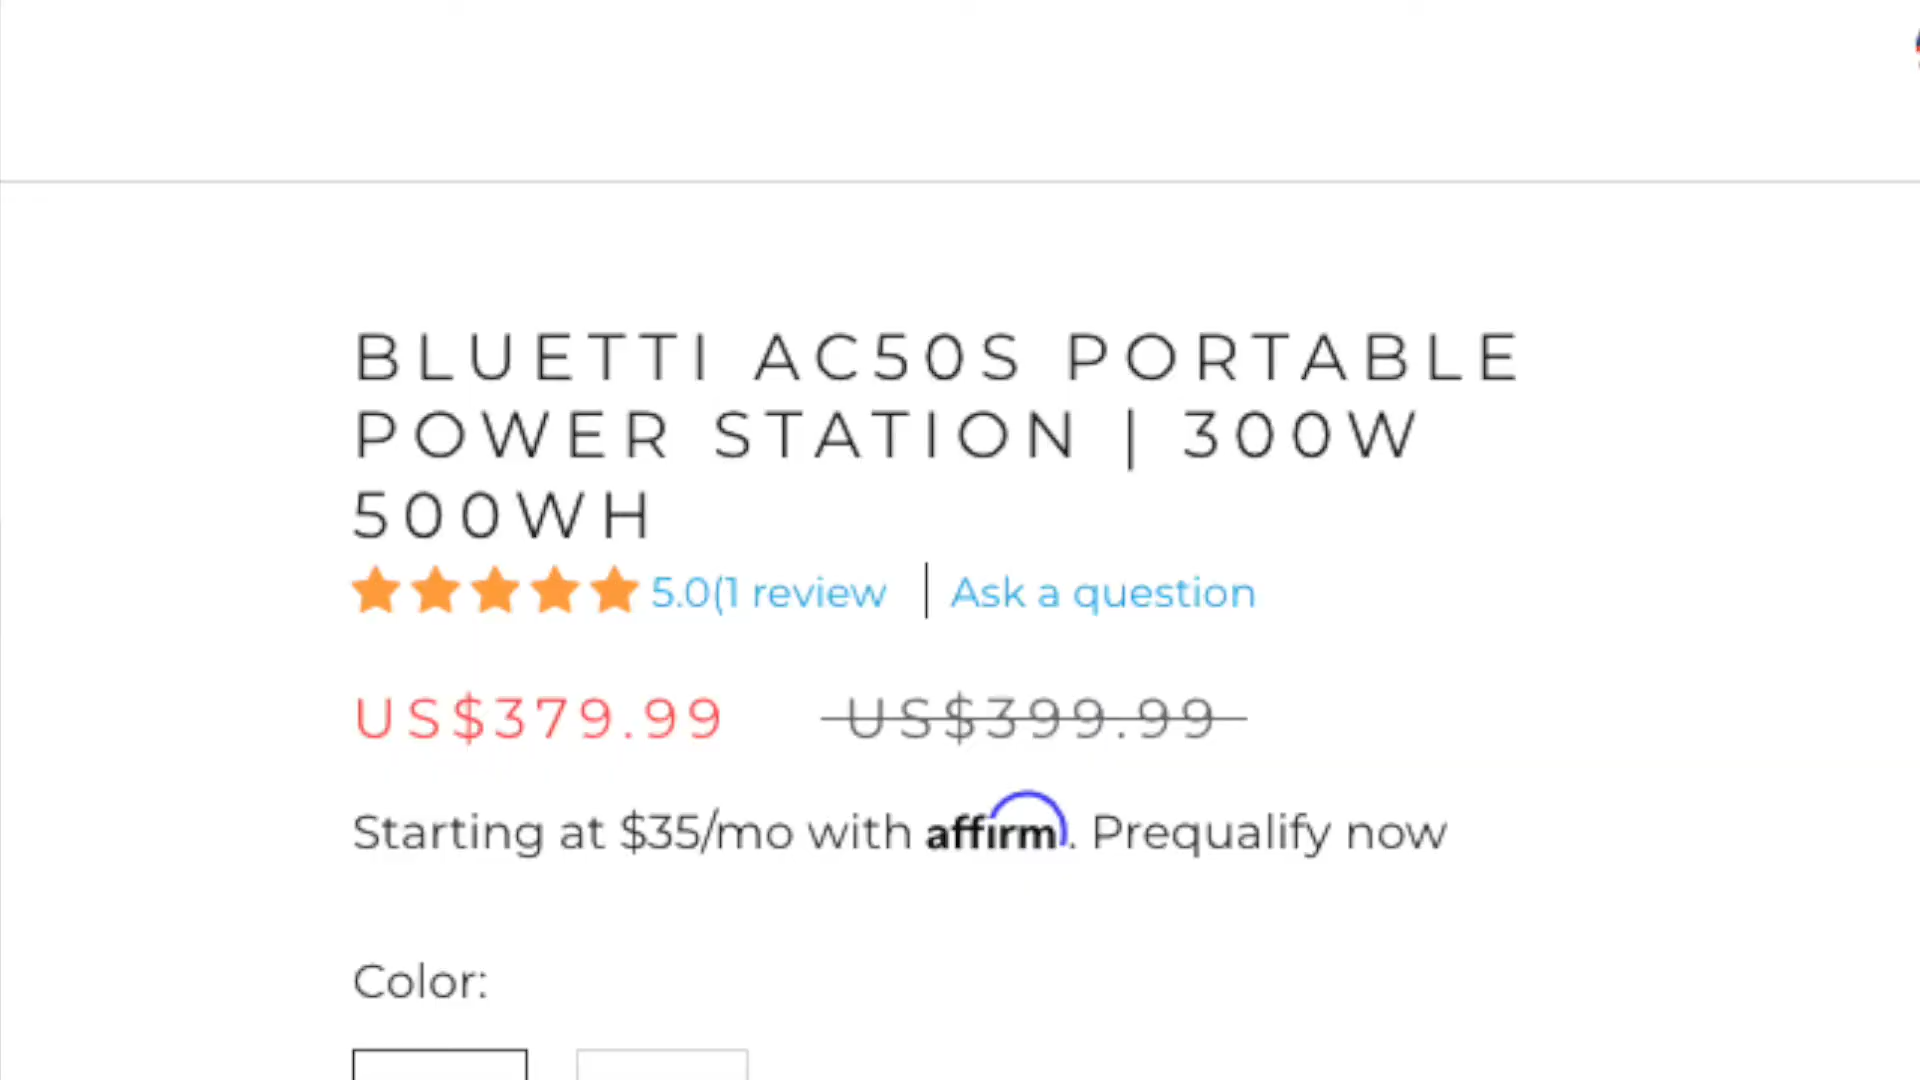 BLUETTI AC50S PORTABLE
POWER STATION | 300W
500WH
5.0(1 review | Ask a question
US$379.99 US$399.99
Starting at $35/mo with affirm. Prequalify now
Color: